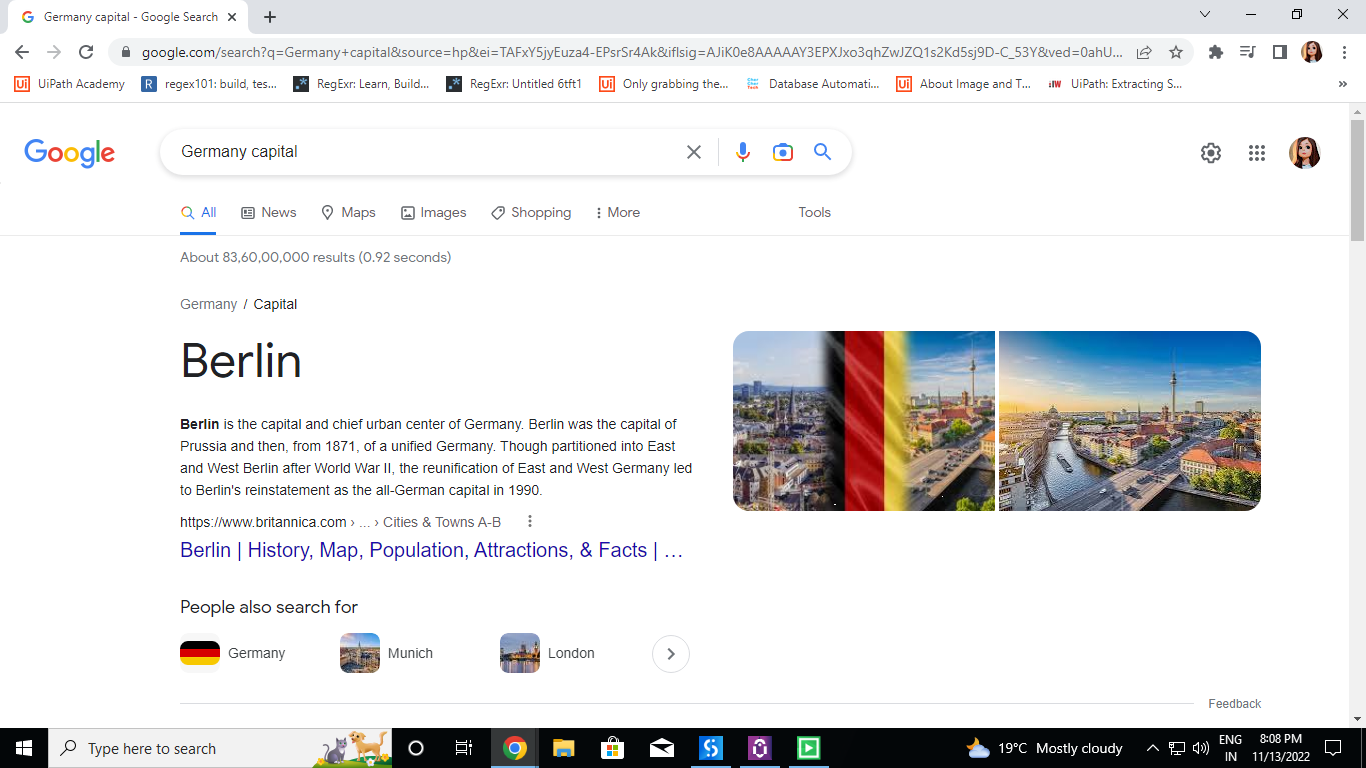 Germany capital - Google Search
google.com/search?q=Germany+capital&source=hp&ei=TAFxY5jyEuza4-EPsrSr4Ak&iflsig=AJiK0e8AAAAAY3EPXJxo3qhZwJZQ1s2Kd5sj9D-C_53Y&ved=0ahU...
UiPath Academy
regex101: build, tes...
RegExr: Learn, Build...
RegExr: Untitled 6tft1
Only grabbing the...
Database Automati...
About Image and T...
UiPath: Extracting S...
Google
Germany capital
All
News
Maps
Images
Shopping
More
Tools
About 83,60,00,000 results (0.92 seconds)
Germany / Capital
Berlin
Berlin is the capital and chief urban center of Germany. Berlin was the capital of
Prussia and then, from 1871, of a unified Germany. Though partitioned into East
and West Berlin after World War II, the reunification of East and West Germany led
to Berlin's reinstatement as the all-German capital in 1990.
https://www.britannica.com › ... › Cities & Towns A-B
Berlin | History, Map, Population, Attractions, & Facts | ...
People also search for
Germany
Munich
London
Feedback
Type here to search
19°C Mostly cloudy
ENG
IN
8:08 PM
11/13/2022